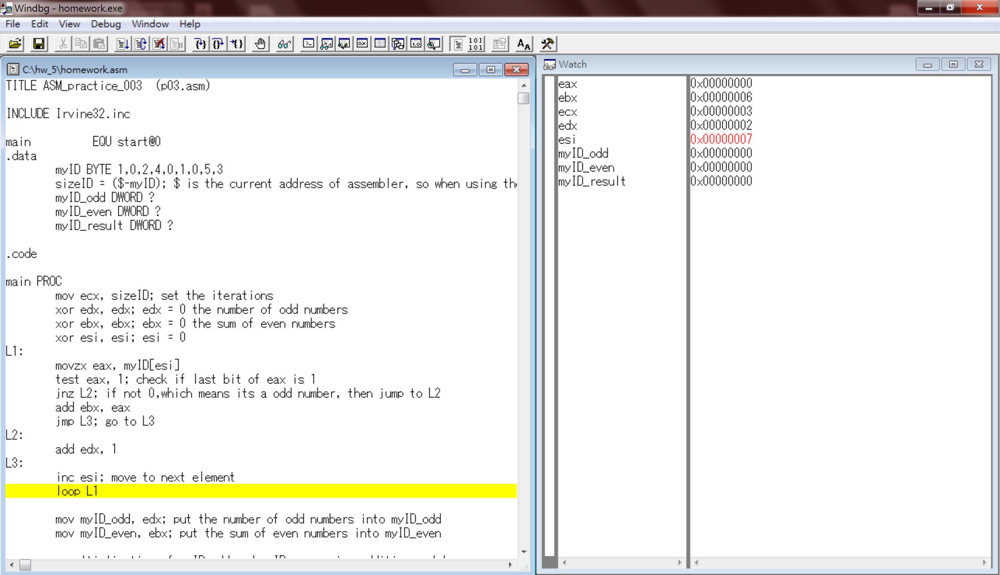 Windbg - homework.exe
File Edit View Debug Window Help
C:\hw_5\homework.asm
TITLE ASM_practice_003  (p03.asm)
INCLUDE Irvine32.inc
main          EQU start@0
.data
        myID BYTE 1,0,2,4,0,1,0,5,3
        sizeID = ($-myID); $ is the current address of assembler, so when using
        myID_odd DWORD ?
        myID_even DWORD ?
        myID_result DWORD ?
.code
main PROC
        mov ecx, sizeID; set the iterations
        xor edx, edx; edx = 0 the number of odd numbers
        xor ebx, ebx; ebx = 0 the sum of even numbers
        xor esi, esi; esi = 0
L1:
        movzx eax, myID[esi]
        test eax, 1; check if last bit of eax is 1
        jnz L2; if not 0,which means its a odd number, then jump to L2
        add ebx, eax
        jmp L3; go to L3
L2:
        add edx, 1
L3:
        inc esi; move to next element
        loop L1
        mov myID_odd, edx; put the number of odd numbers into myID_odd
        mov myID_even, ebx; put the sum of even numbers into myID_even
Watch
eax 0x00000000
ebx 0x00000006
ecx 0x00000003
edx 0x00000002
esi 0x00000007
myID_odd 0x00000000
myID_even 0x00000000
myID_result 0x00000000